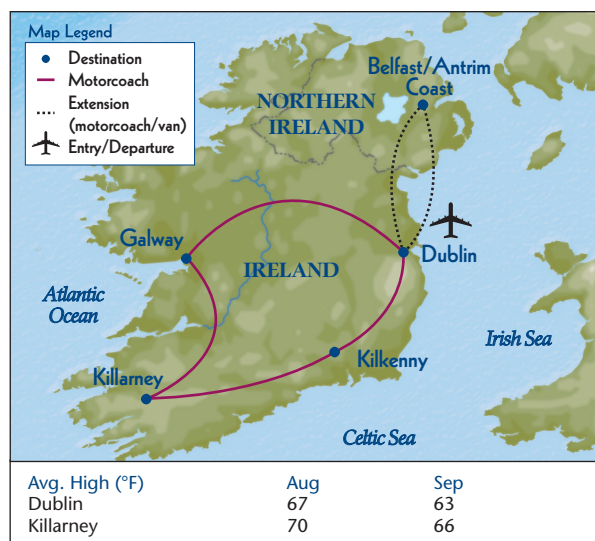 Map Legend
Destination
Motorcoach
Extension
(motorcoach/van)
Entry/Departure
Belfast/Antrim
Coast
NORTHERN
IRELAND
Galway
Dublin
IRELAND
Atlantic
Ocean
Irish Sea
Kilkenny
Killarney
Celtic Sea
Avg. High (°F) Aug Sep
Dublin 67 63
Killarney 70 66